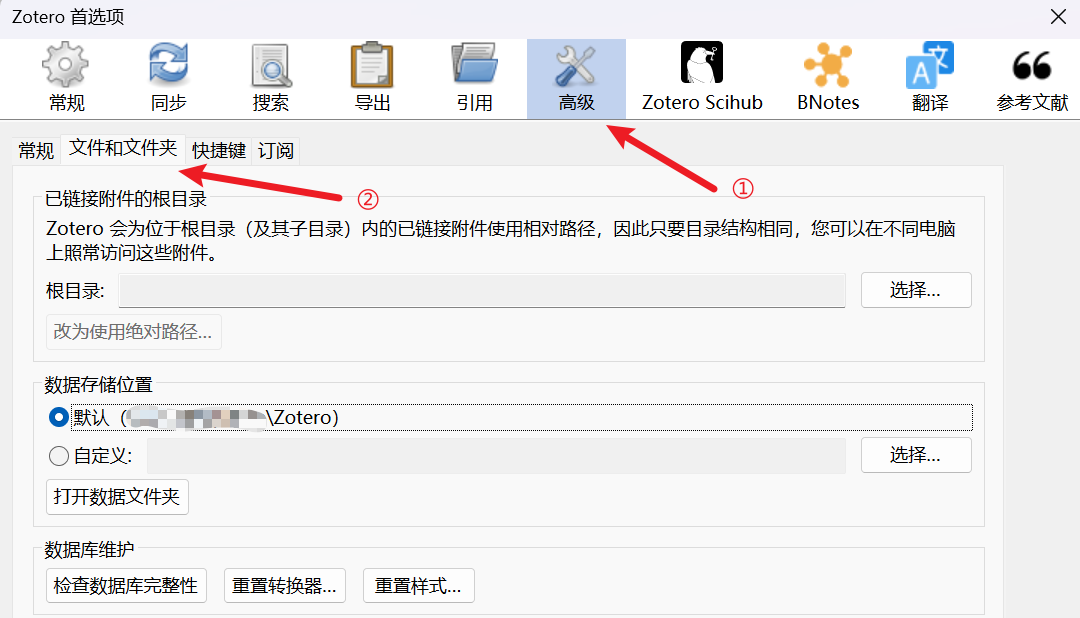 Zotero 首选项
常规 同步 搜索 导出 引用 高级 Zotero Scihub BNotes 翻译 参考文献
常规 文件和文件夹 快捷键 订阅
①
②
已链接附件的根目录
Zotero 会为位于根目录（及其子目录）内的已链接附件使用相对路径，因此只要目录结构相同，您可以在不同电脑
上照常访问这些附件。
根目录: 选择...
改为使用绝对路径...
数据存储位置
默认（\Zotero）
自定义: 选择...
打开数据文件夹
数据库维护
检查数据库完整性 重置转换器... 重置样式...